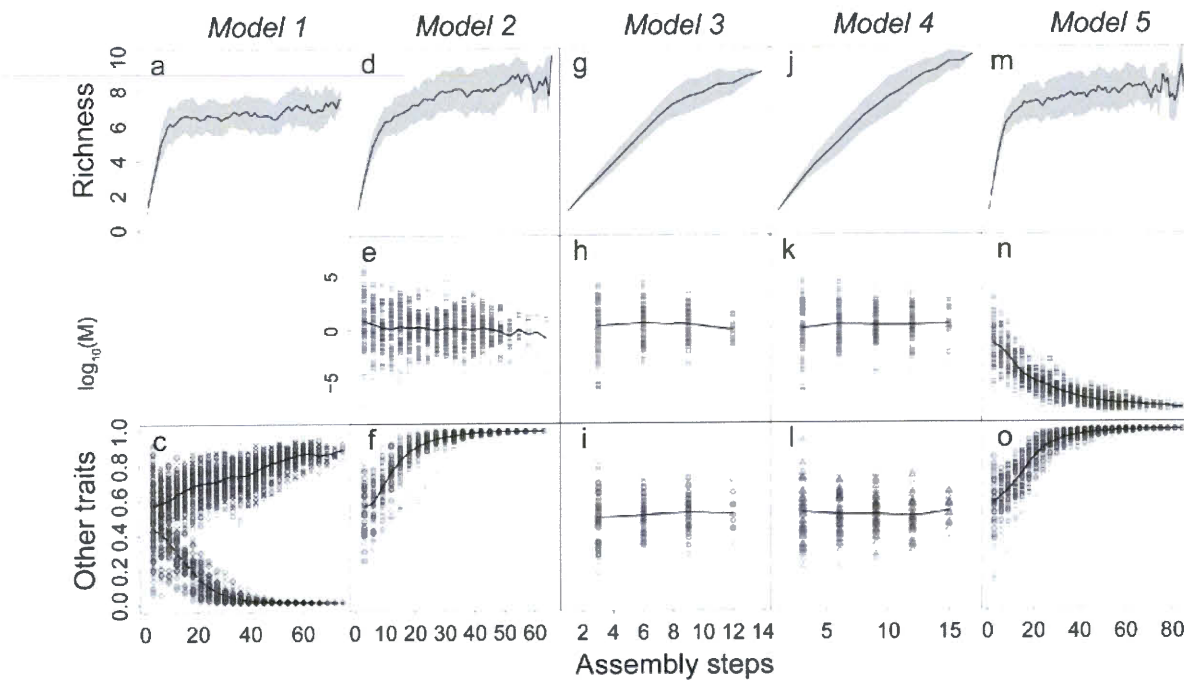 Model 1 Model 2 Model 3 Model 4 Model 5
a d g j m
Richness
0 2 4 6 8 10
e h k n
log₁₀(M)
−5 0 5
c f i l o
Other traits
0.0 0.2 0.4 0.6 0.8 1.0
0 20 40 60 0 10 20 30 40 50 60 2 4 6 8 10 12 14 5 10 15 0 20 40 60 80
Assembly steps